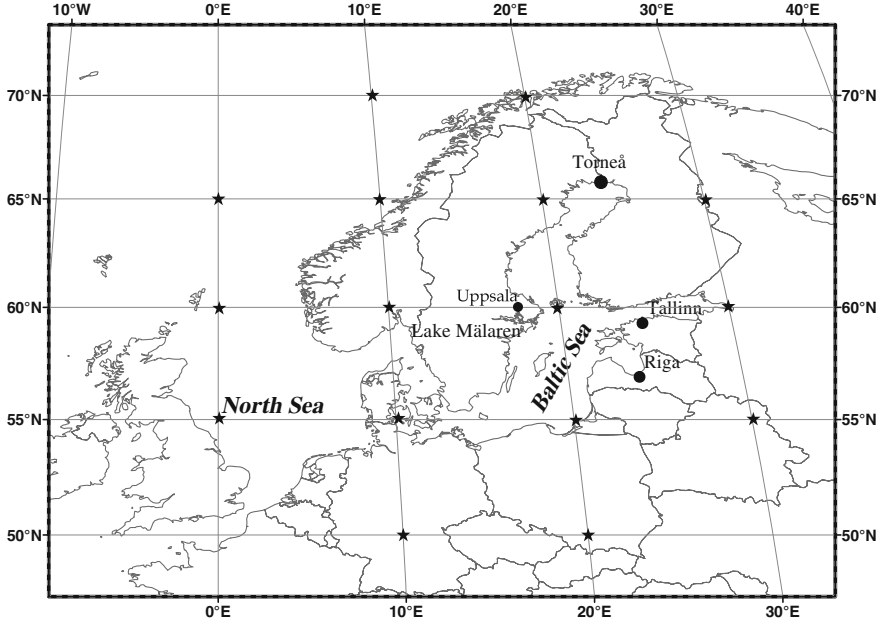 10°W 0°E 10°E 20°E 30°E 40°E
70°N 70°N
Torneå
65°N 65°N
Uppsala
60°N 60°N
Tallinn
Lake Mälaren
Baltic Sea
Riga
North Sea
55°N 55°N
50°N 50°N
0°E 10°E 20°E 30°E